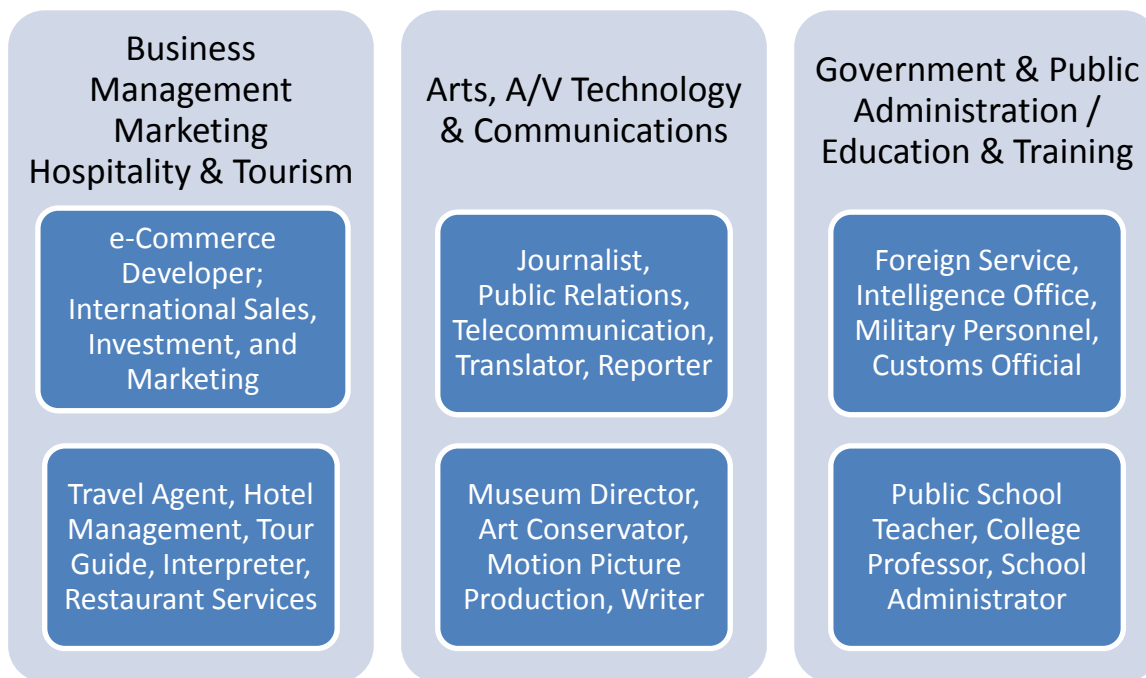 Business
Management
Marketing
Hospitality & Tourism
e-Commerce
Developer;
International Sales,
Investment, and
Marketing
Travel Agent, Hotel
Management, Tour
Guide, Interpreter,
Restaurant Services
Arts, A/V Technology
& Communications
Journalist,
Public Relations,
Telecommunication,
Translator, Reporter
Museum Director,
Art Conservator,
Motion Picture
Production, Writer
Government & Public
Administration /
Education & Training
Foreign Service,
Intelligence Office,
Military Personnel,
Customs Official
Public School
Teacher, College
Professor, School
Administrator